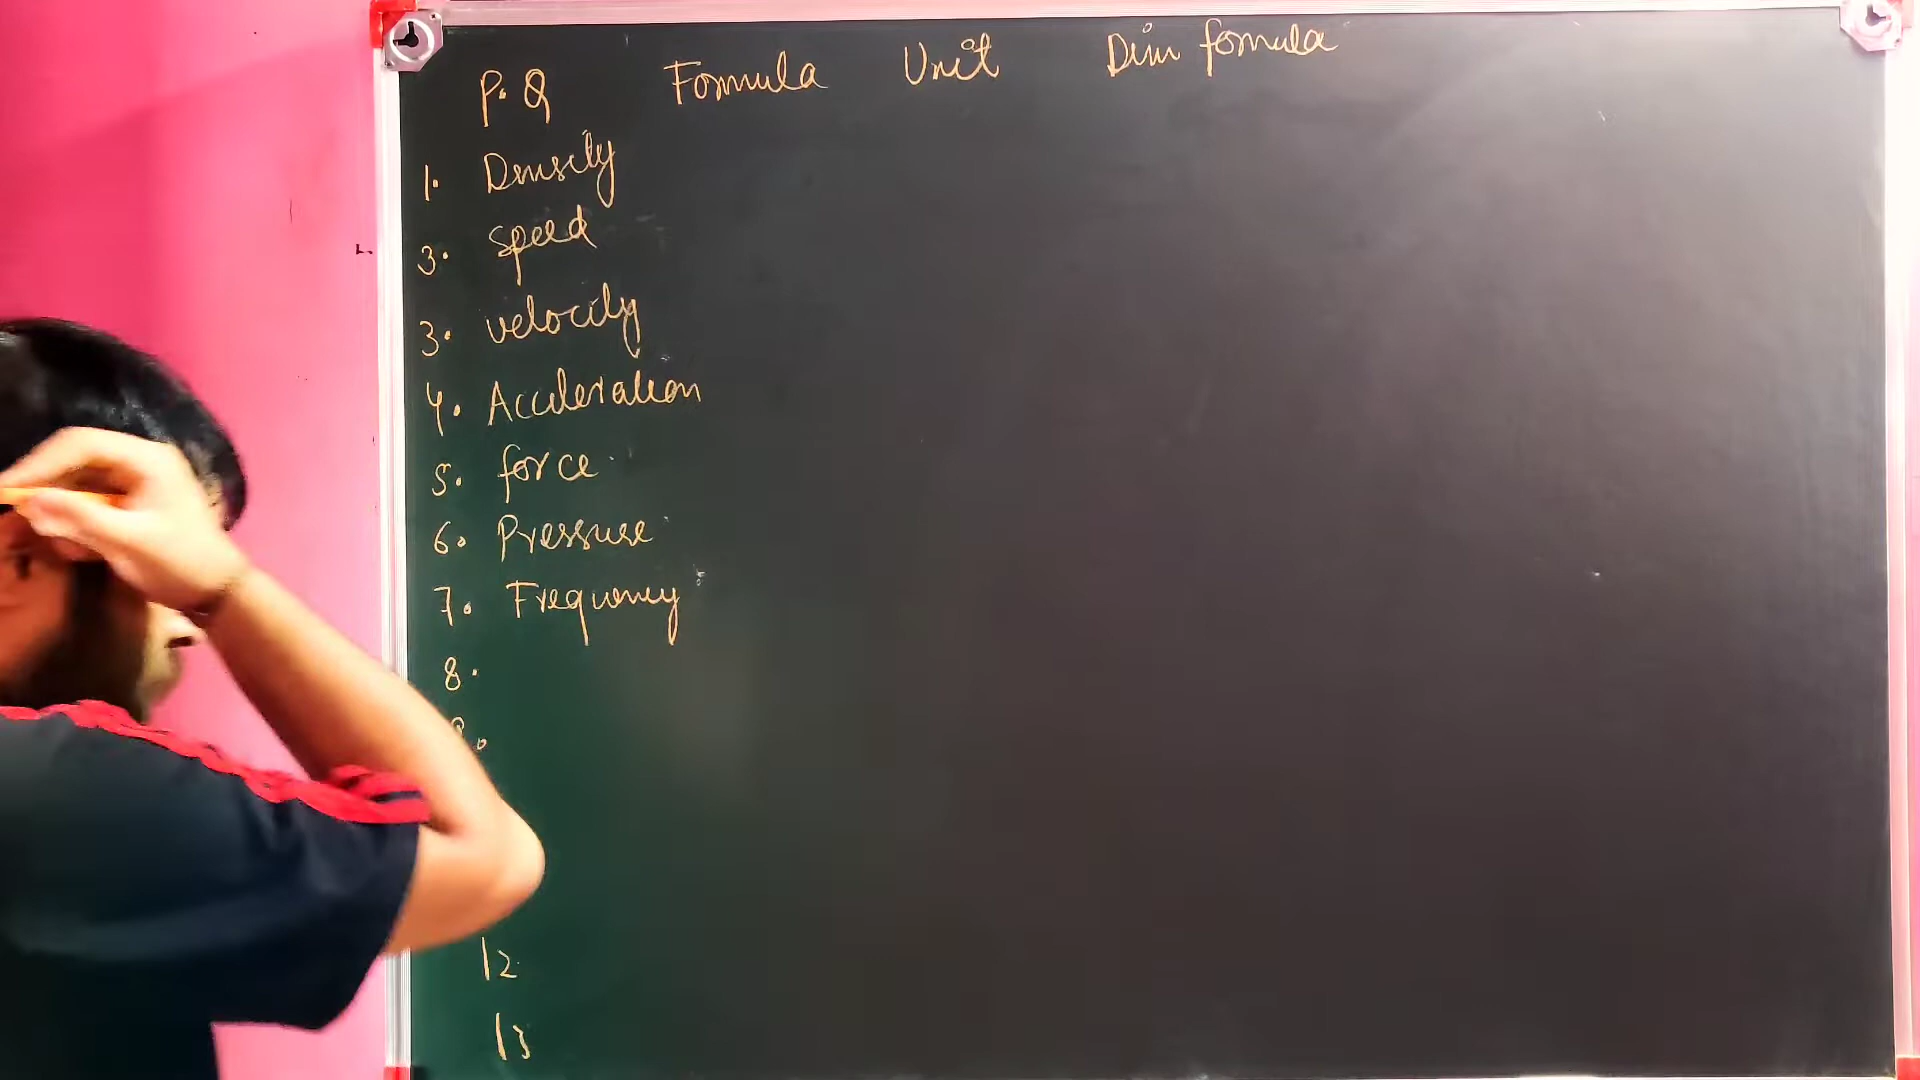 P.Q Formula Unit Dim fomula
1. Density
3. Speed
3. velocity
4. Acceleration
5. force
6. Pressure
7. Frequency
8.
12
13